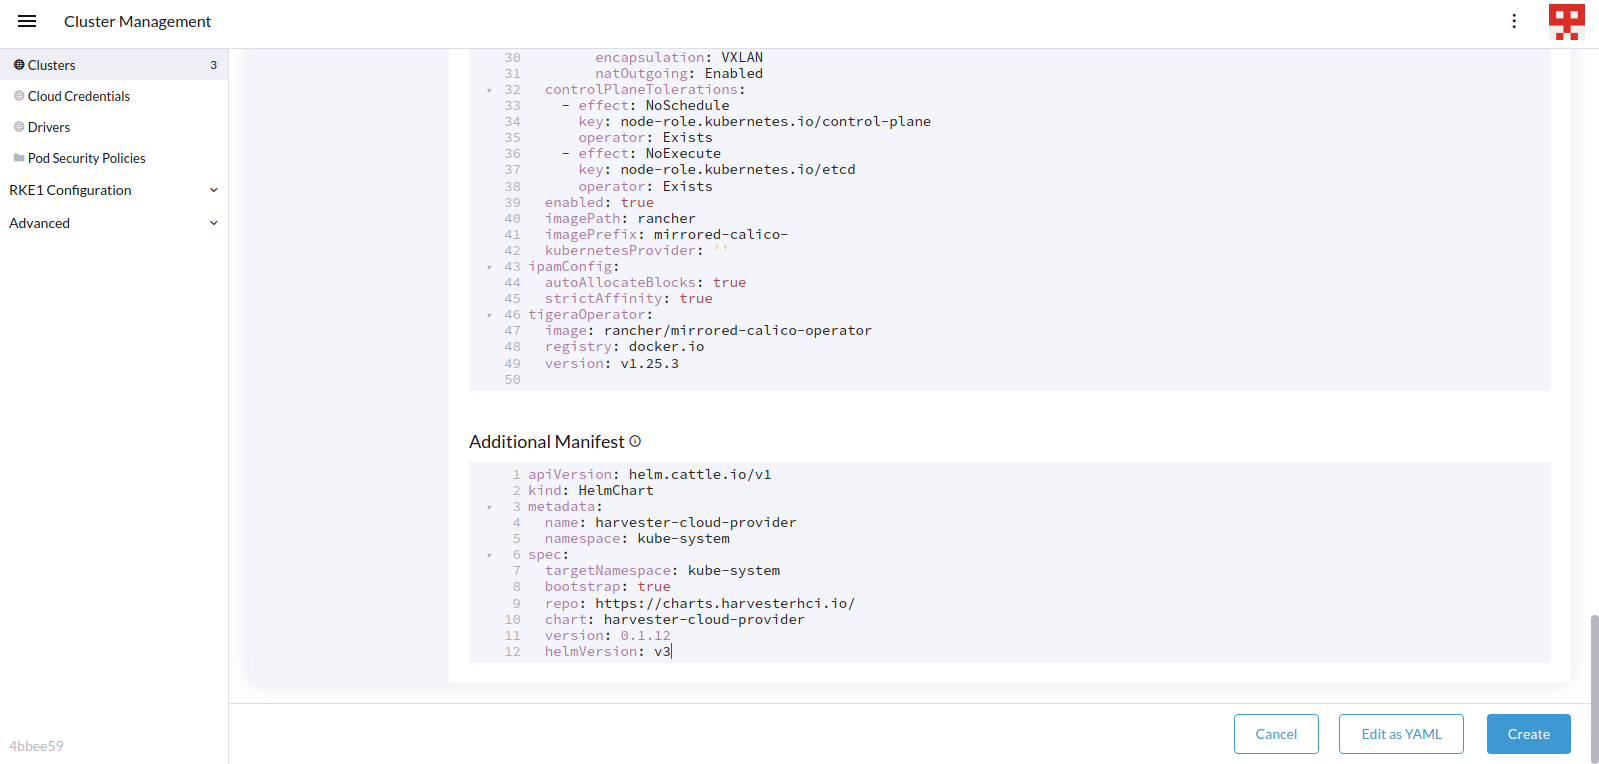 Cluster Management
Clusters 3
Cloud Credentials
Drivers
Pod Security Policies
RKE1 Configuration
Advanced
4bbee59
30         encapsulation: VXLAN
31         natOutgoing: Enabled
32   controlPlaneTolerations:
33     - effect: NoSchedule
34       key: node-role.kubernetes.io/control-plane
35       operator: Exists
36     - effect: NoExecute
37       key: node-role.kubernetes.io/etcd
38       operator: Exists
39   enabled: true
40   imagePath: rancher
41   imagePrefix: mirrored-calico-
42   kubernetesProvider: ''
43 ipamConfig:
44   autoAllocateBlocks: true
45   strictAffinity: true
46 tigeraOperator:
47   image: rancher/mirrored-calico-operator
48   registry: docker.io
49   version: v1.25.3
50
Additional Manifest
1 apiVersion: helm.cattle.io/v1
2 kind: HelmChart
3 metadata:
4   name: harvester-cloud-provider
5   namespace: kube-system
6 spec:
7   targetNamespace: kube-system
8   bootstrap: true
9   repo: https://charts.harvesterhci.io/
10   chart: harvester-cloud-provider
11   version: 0.1.12
12   helmVersion: v3
Cancel
Edit as YAML
Create